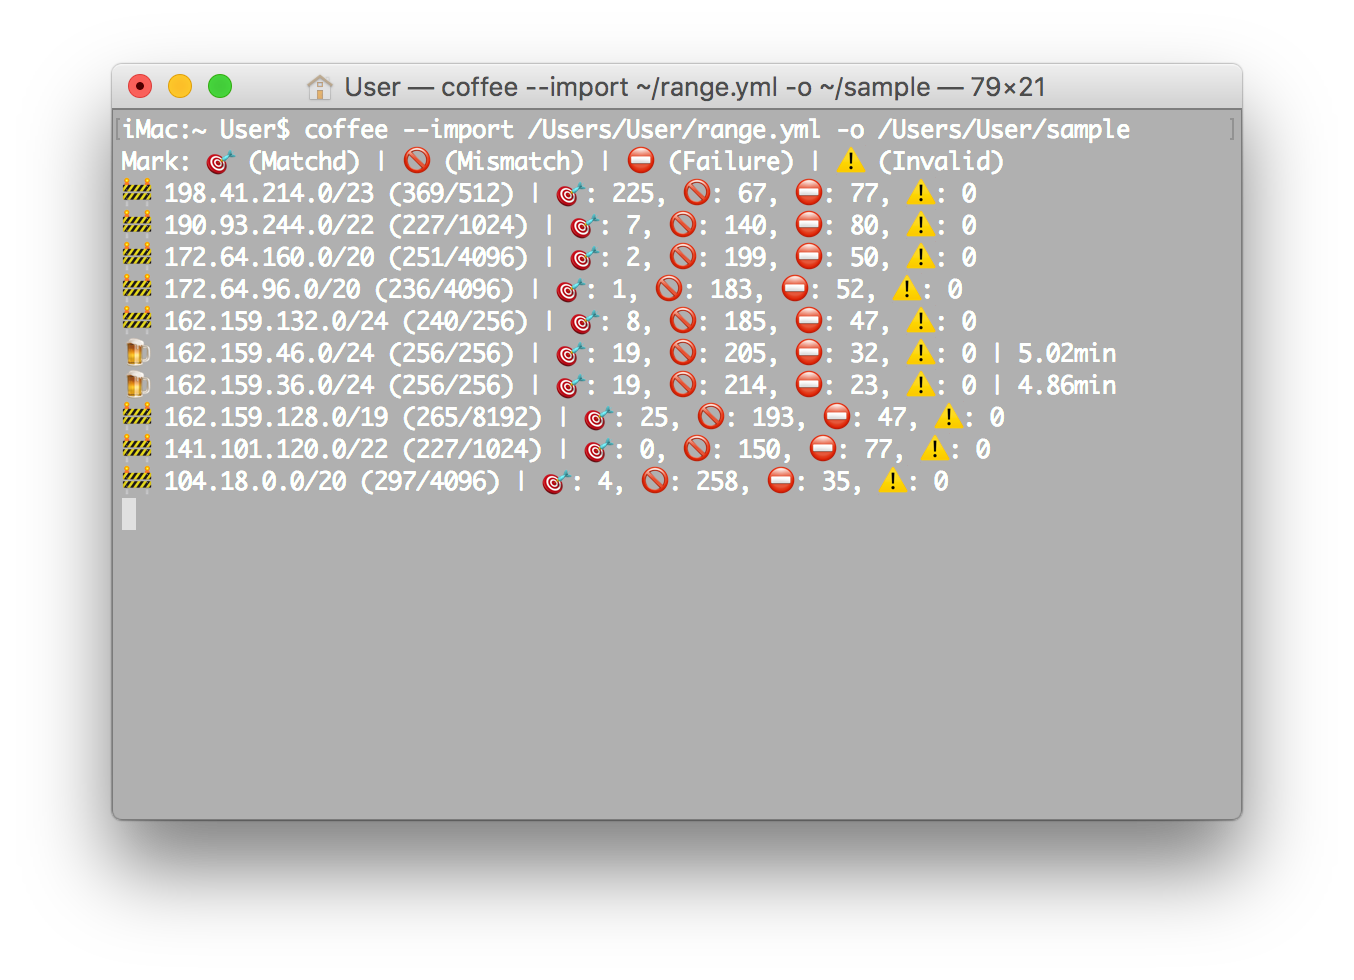 User — coffee --import ~/range.yml -o ~/sample — 79×21
iMac:~ User$ coffee --import /Users/User/range.yml -o /Users/User/sample
Mark: 🎯 (Matchd) | 🚫 (Mismatch) | ⛔ (Failure) | ⚠️ (Invalid)
🚧 198.41.214.0/23 (369/512) | 🎯: 225, 🚫: 67, ⛔: 77, ⚠️: 0
🚧 190.93.244.0/22 (227/1024) | 🎯: 7, 🚫: 140, ⛔: 80, ⚠️: 0
🚧 172.64.160.0/20 (251/4096) | 🎯: 2, 🚫: 199, ⛔: 50, ⚠️: 0
🚧 172.64.96.0/20 (236/4096) | 🎯: 1, 🚫: 183, ⛔: 52, ⚠️: 0
🚧 162.159.132.0/24 (240/256) | 🎯: 8, 🚫: 185, ⛔: 47, ⚠️: 0
🍺 162.159.46.0/24 (256/256) | 🎯: 19, 🚫: 205, ⛔: 32, ⚠️: 0 | 5.02min
🍺 162.159.36.0/24 (256/256) | 🎯: 19, 🚫: 214, ⛔: 23, ⚠️: 0 | 4.86min
🚧 162.159.128.0/19 (265/8192) | 🎯: 25, 🚫: 193, ⛔: 47, ⚠️: 0
🚧 141.101.120.0/22 (227/1024) | 🎯: 0, 🚫: 150, ⛔: 77, ⚠️: 0
🚧 104.18.0.0/20 (297/4096) | 🎯: 4, 🚫: 258, ⛔: 35, ⚠️: 0